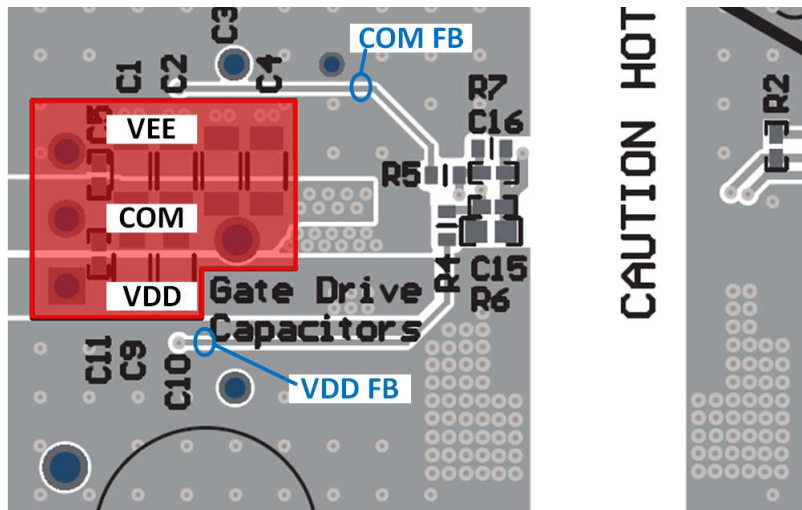 C3
COM FB
C1
C2
C4
R7
C16
C5
VEE
R5
COM
VDD
Gate Drive
Capacitors
R4
C15
R6
C11
C9
C10
VDD FB
CAUTION HOT
R2